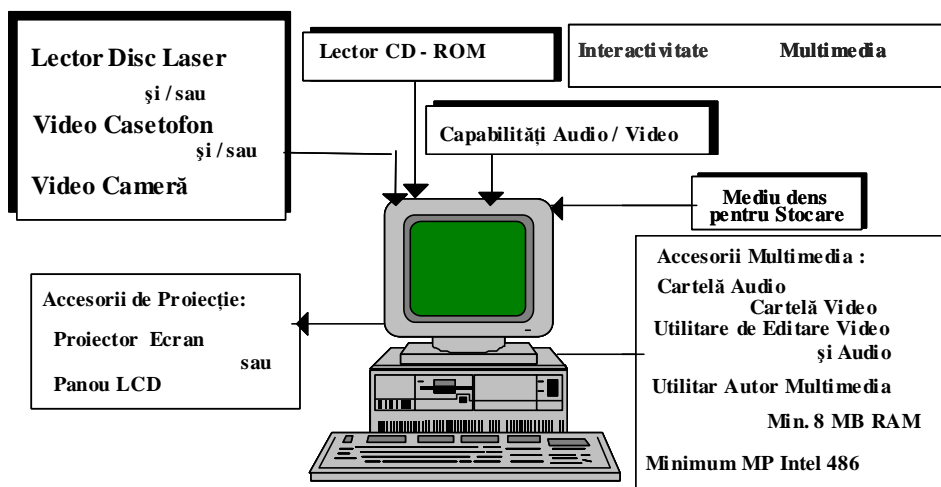 Lector Disc Laser
şi / sau
Video Casetofon
şi / sau
Video Cameră
Lector CD - ROM
Interactivitate Multimedia
Capabilităţi Audio / Video
Mediu dens
pentru Stocare
Accesorii de Proiecţie:
Proiector Ecran
sau
Panou LCD
Accesorii Multimedia :
Cartelă Audio
Cartelă Video
Utilitare de Editare Video
şi Audio
Utilitar Autor Multimedia
Min. 8 MB RAM
Minimum MP Intel 486